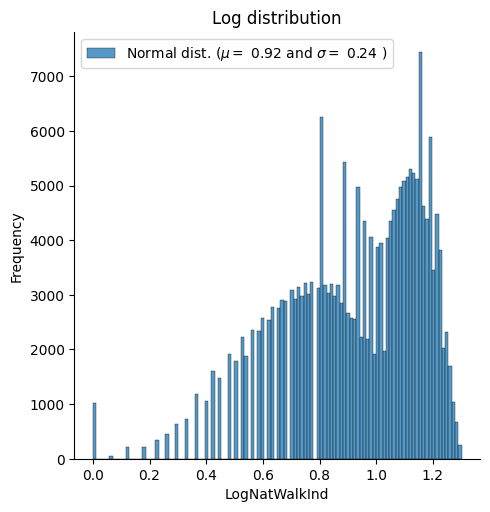 Log distribution
Normal dist. (μ = 0.92 and σ = 0.24 )
Frequency
7000
6000
5000
4000
3000
2000
1000
0
0.0 0.2 0.4 0.6 0.8 1.0 1.2
LogNatWalkInd